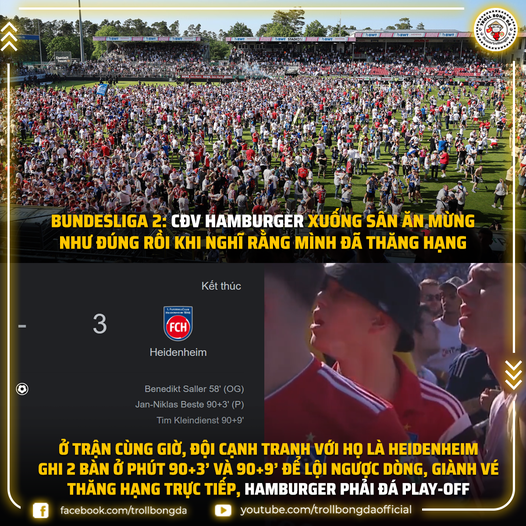 TROLL BÓNG ĐÁ
BUNDESLIGA 2: CĐV HAMBURGER XUỐNG SÂN ĂN MỪNG
NHƯ ĐÚNG RỒI KHI NGHĨ RẰNG MÌNH ĐÃ THĂNG HẠNG
Kết thúc
- 3
FCH
Heidenheim
Benedikt Saller 58' (OG)
Jan-Niklas Beste 90+3' (P)
Tim Kleindienst 90+9'
Ở TRẬN CÙNG GIỜ, ĐỘI CẠNH TRANH VỚI HỌ LÀ HEIDENHEIM
GHI 2 BÀN Ở PHÚT 90+3' VÀ 90+9' ĐỂ LỘI NGƯỢC DÒNG, GIÀNH VÉ
THĂNG HẠNG TRỰC TIẾP, HAMBURGER PHẢI ĐÁ PLAY-OFF
facebook.com/trollbongda
youtube.com/trollbongdaofficial